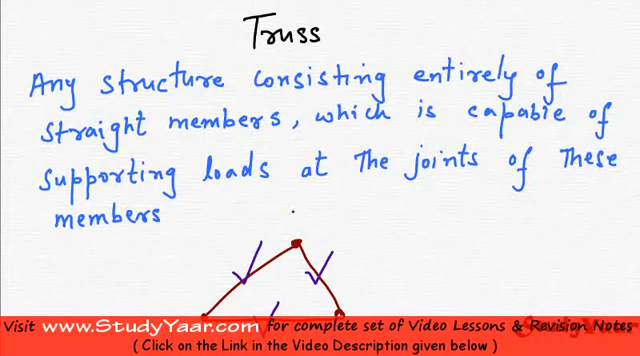 Truss
Any structure consisting entirely of
straight members, which is capable of
supporting loads at the joints of these
members
StudyYaar
Visit www.StudyYaar.com for complete set of Video Lessons & Revision Notes
( Click on the Link in the Video Description given below )